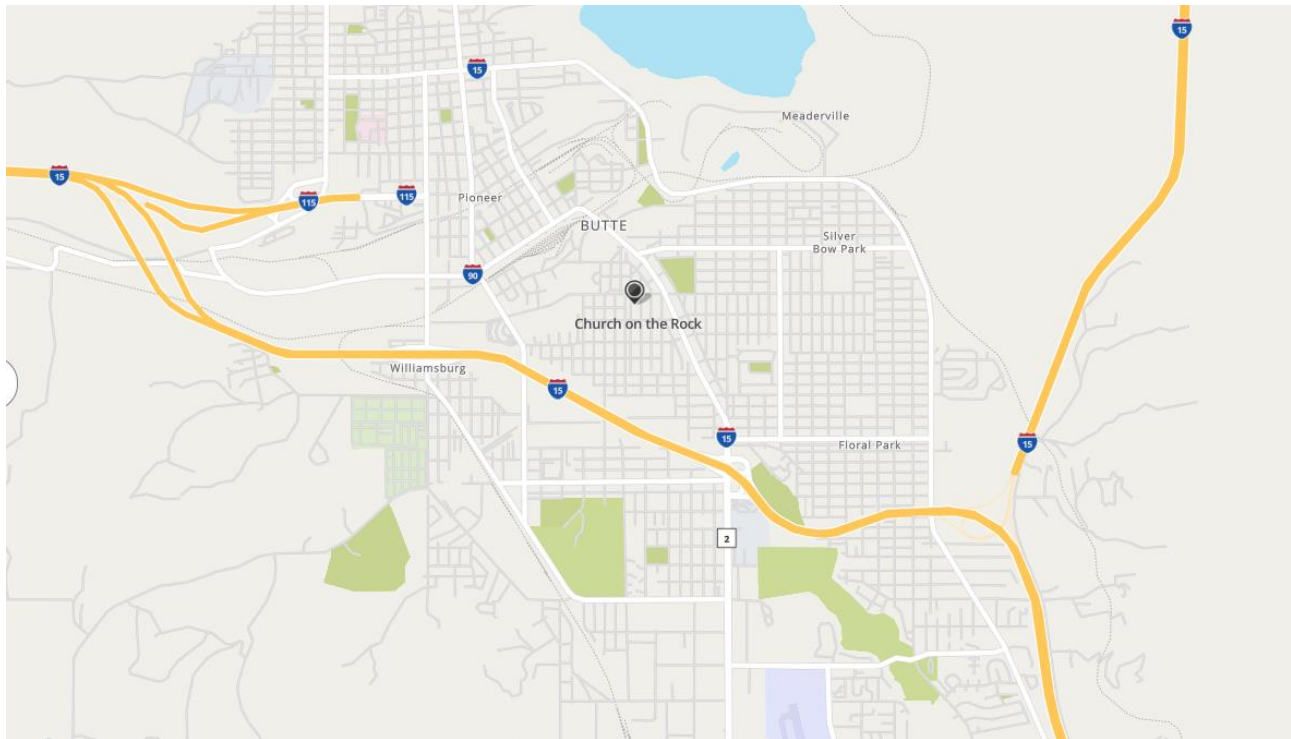 15
15
Meaderville
15
115
115
Pioneer
BUTTE
Silver
Bow Park
90
Church on the Rock
Williamsburg
15
15
Floral Park
15
2